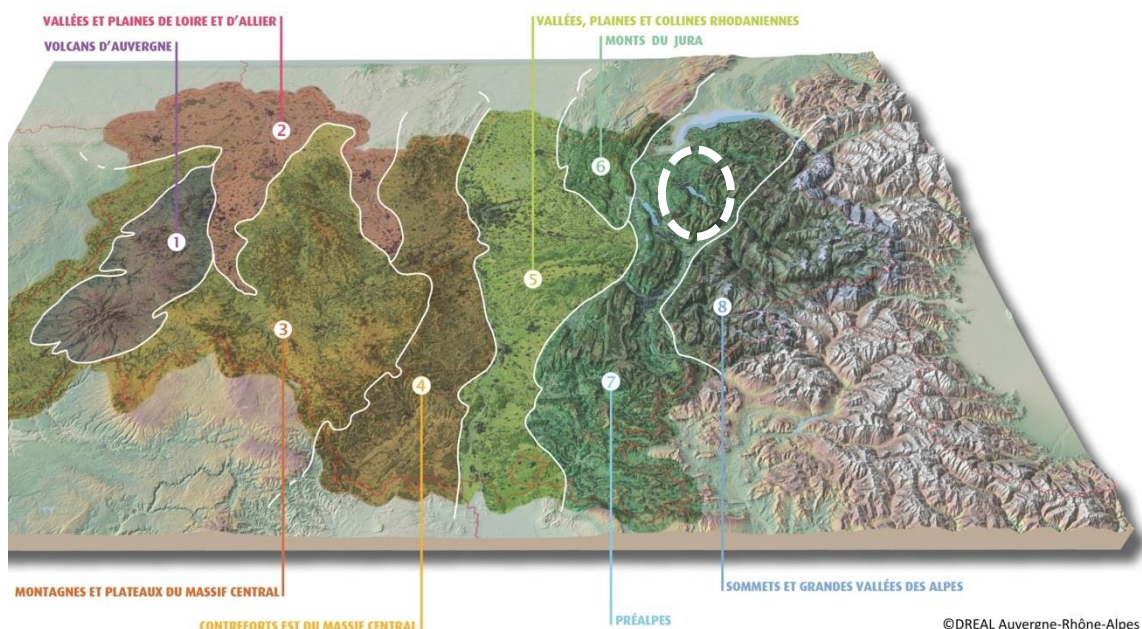 VALLÉES ET PLAINES DE LOIRE ET D'ALLIER
VALLÉES, PLAINES ET COLLINES RHODANIENNES
VOLCANS D'AUVERGNE
MONTS DU JURA
2
6
1
5
8
3
7
4
MONTAGNES ET PLATEAUX DU MASSIF CENTRAL
SOMMETS ET GRANDES VALLÉES DES ALPES
CONTREFORTS EST DU MASSIF CENTRAL
PRÉALPES
©DREAL Auvergne-Rhône-Alpes